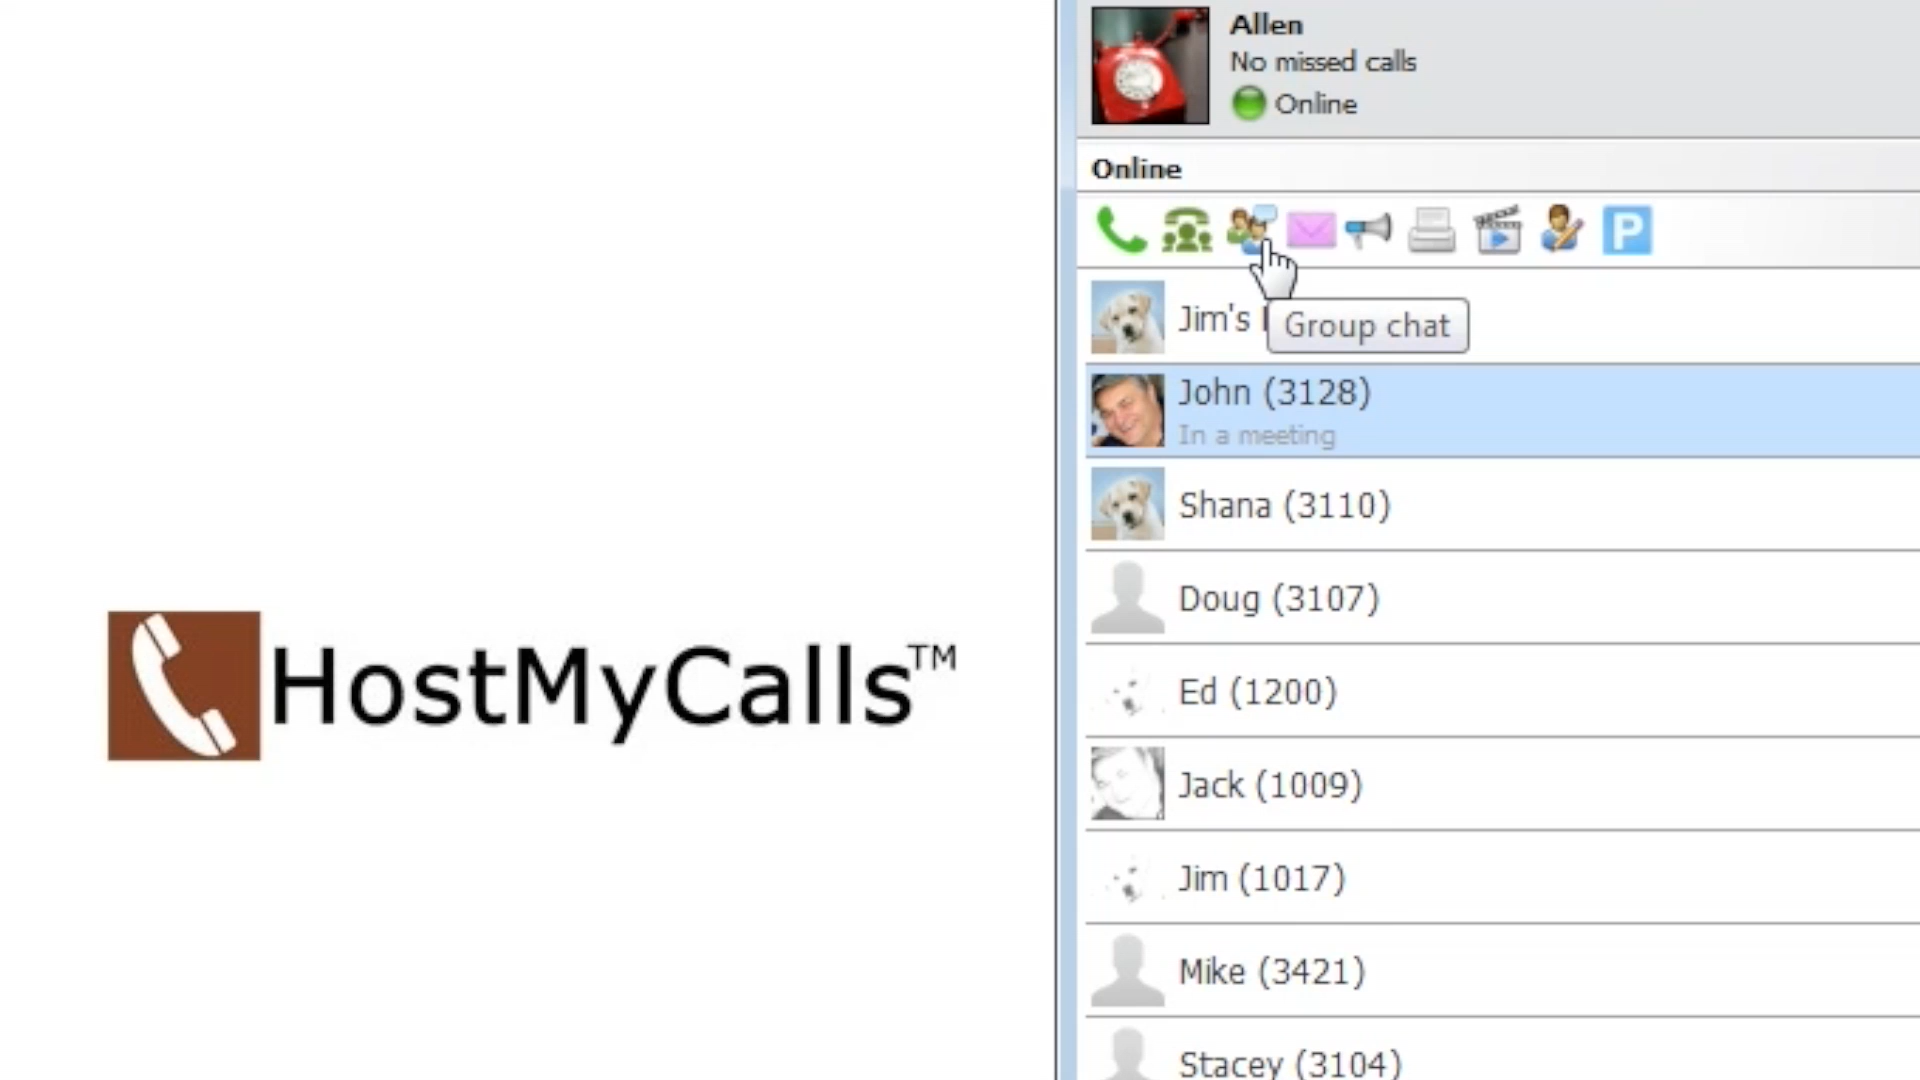 Allen
No missed calls
Online
Online
P
Jim's
Group chat
John (3128)
In a meeting
Shana (3110)
Doug (3107)
Ed (1200)
Jack (1009)
Jim (1017)
Mike (3421)
Stacey (3104)
HostMyCalls™